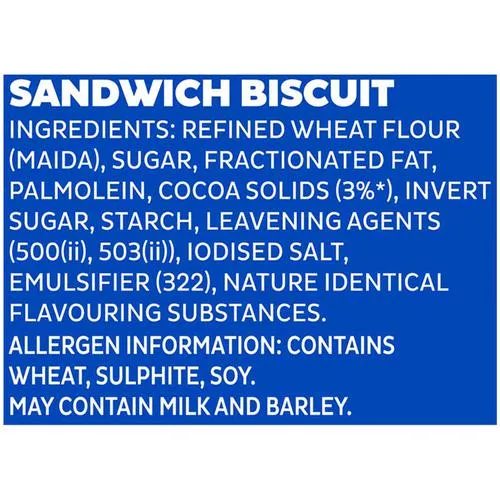 SANDWICH BISCUIT
INGREDIENTS: REFINED WHEAT FLOUR
(MAIDA), SUGAR, FRACTIONATED FAT,
PALMOLEIN, COCOA SOLIDS (3%*), INVERT
SUGAR, STARCH, LEAVENING AGENTS
(500(ii), 503(ii)), IODISED SALT,
EMULSIFIER (322), NATURE IDENTICAL
FLAVOURING SUBSTANCES.
ALLERGEN INFORMATION: CONTAINS
WHEAT, SULPHITE, SOY.
MAY CONTAIN MILK AND BARLEY.